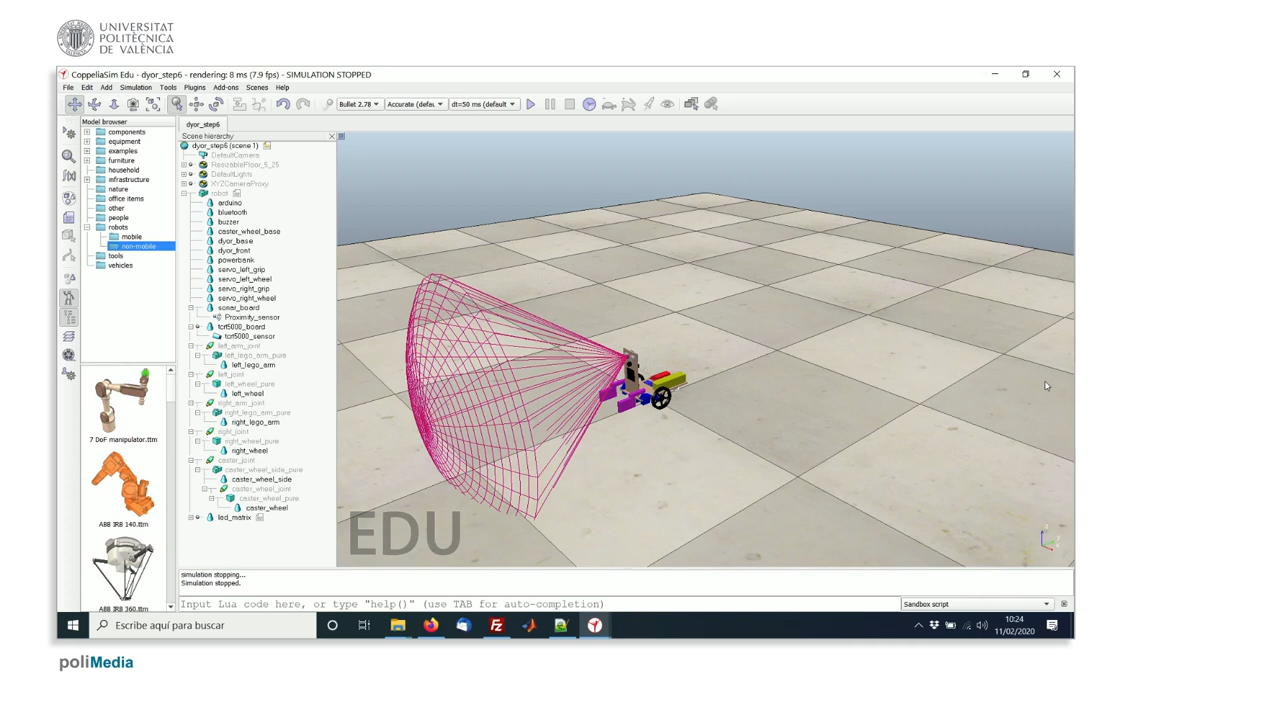 UNIVERSITAT
POLITÈCNICA
DE VALÈNCIA
CoppeliaSim Edu - dyor_step6 - rendering: 8 ms (7.9 fps) - SIMULATION STOPPED
File Edit Add Simulation Tools Plugins Add-ons Scenes Help
Bullet 2.78 Accurate (defau dt=50 ms (default
Model browser
components
equipment
examples
furniture
household
infrastructure
nature
office items
other
people
robots
mobile
non-mobile
tools
vehicles
7 DoF manipulator.ttm
ABB IRB 140.ttm
ABB IRB 360.ttm
dyor_step6
Scene hierarchy
dyor_step6 (scene 1)
DefaultCamera
ResizableFloor_5_25
DefaultLights
XYZCameraProxy
robot
arduino
bluetooth
buzzer
caster_wheel_base
dyor_base
dyor_front
powerbank
servo_left_grip
servo_left_wheel
servo_right_grip
servo_right_wheel
sonar_board
Proximity_sensor
tcrt5000_board
tcrt5000_sensor
left_arm_joint
left_lego_arm_pure
left_lego_arm
left_joint
left_wheel_pure
left_wheel
right_arm_joint
right_lego_arm_pure
right_lego_arm
right_joint
right_wheel_pure
right_wheel
caster_joint
caster_wheel_side_pure
caster_wheel_side
caster_wheel_joint
caster_wheel_pure
caster_wheel
led_matrix
EDU
simulation stopping...
Simulation stopped.
Input Lua code here, or type "help()" (use TAB for auto-completion)
Sandbox script
Escribe aquí para buscar
10:24
11/02/2020
poliMedia